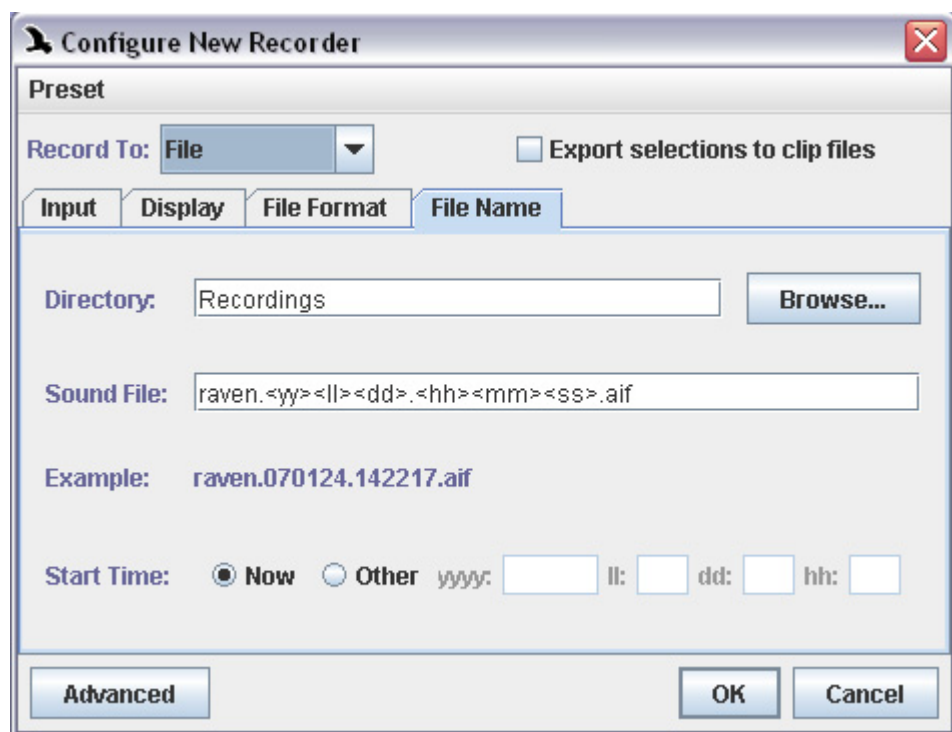 Configure New Recorder
Preset
Record To: File Export selections to clip files
Input Display File Format File Name
Directory: Recordings Browse...
Sound File: raven.<yy><ll><dd>.<hh><mm><ss>.aif
Example: raven.070124.142217.aif
Start Time: Now Other yyyy: ll: dd: hh:
Advanced OK Cancel